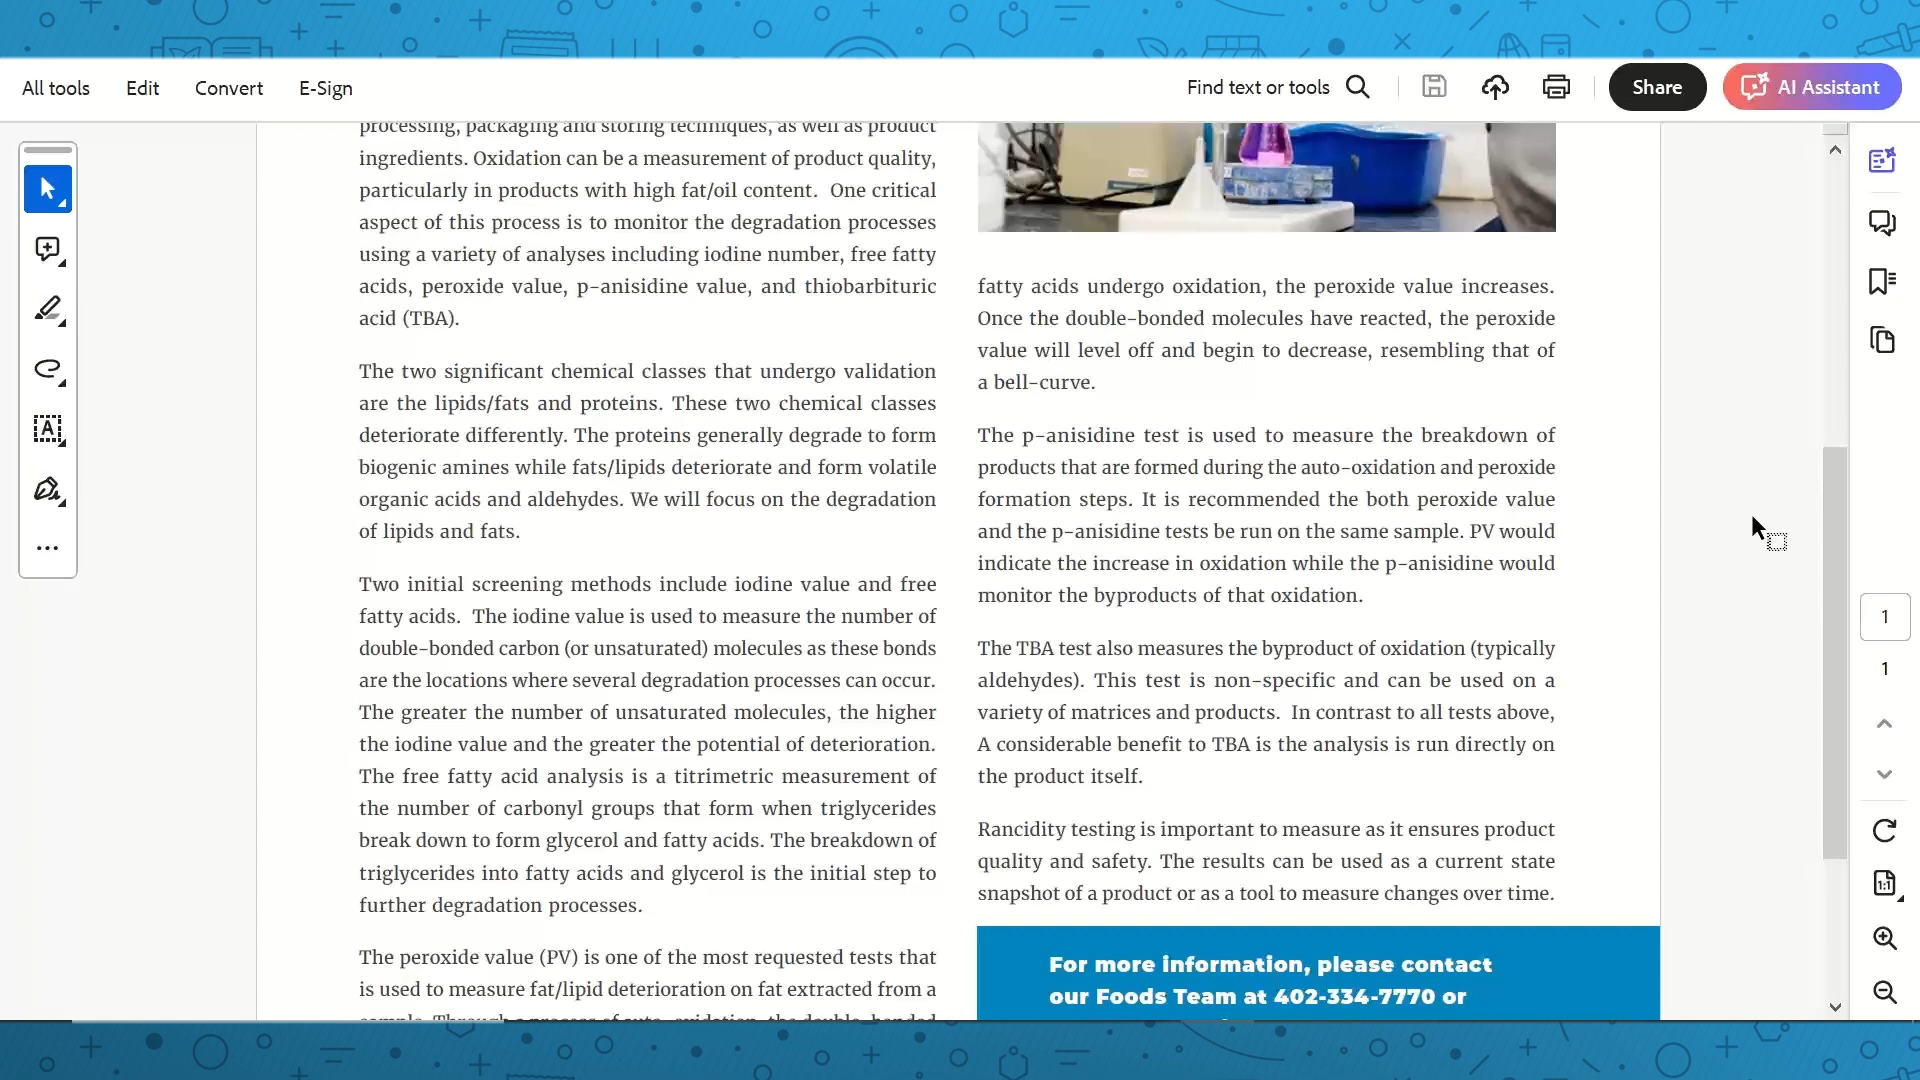 All tools Edit Convert E-Sign Find text or tools Share AI Assistant
processing, packaging and storing techniques, as well as product
ingredients. Oxidation can be a measurement of product quality,
particularly in products with high fat/oil content. One critical
aspect of this process is to monitor the degradation processes
using a variety of analyses including iodine number, free fatty
acids, peroxide value, p-anisidine value, and thiobarbituric
acid (TBA).
The two significant chemical classes that undergo validation
are the lipids/fats and proteins. These two chemical classes
deteriorate differently. The proteins generally degrade to form
biogenic amines while fats/lipids deteriorate and form volatile
organic acids and aldehydes. We will focus on the degradation
of lipids and fats.
Two initial screening methods include iodine value and free
fatty acids. The iodine value is used to measure the number of
double-bonded carbon (or unsaturated) molecules as these bonds
are the locations where several degradation processes can occur.
The greater the number of unsaturated molecules, the higher
the iodine value and the greater the potential of deterioration.
The free fatty acid analysis is a titrimetric measurement of
the number of carbonyl groups that form when triglycerides
break down to form glycerol and fatty acids. The breakdown of
triglycerides into fatty acids and glycerol is the initial step to
further degradation processes.
The peroxide value (PV) is one of the most requested tests that
is used to measure fat/lipid deterioration on fat extracted from a
sample. Through a process of auto-oxidation, the double-bonded
fatty acids undergo oxidation, the peroxide value increases.
Once the double-bonded molecules have reacted, the peroxide
value will level off and begin to decrease, resembling that of
a bell-curve.
The p-anisidine test is used to measure the breakdown of
products that are formed during the auto-oxidation and peroxide
formation steps. It is recommended the both peroxide value
and the p-anisidine tests be run on the same sample. PV would
indicate the increase in oxidation while the p-anisidine would
monitor the byproducts of that oxidation.
The TBA test also measures the byproduct of oxidation (typically
aldehydes). This test is non-specific and can be used on a
variety of matrices and products. In contrast to all tests above,
A considerable benefit to TBA is the analysis is run directly on
the product itself.
Rancidity testing is important to measure as it ensures product
quality and safety. The results can be used as a current state
snapshot of a product or as a tool to measure changes over time.
For more information, please contact
our Foods Team at 402-334-7770 or
1
1
1:1